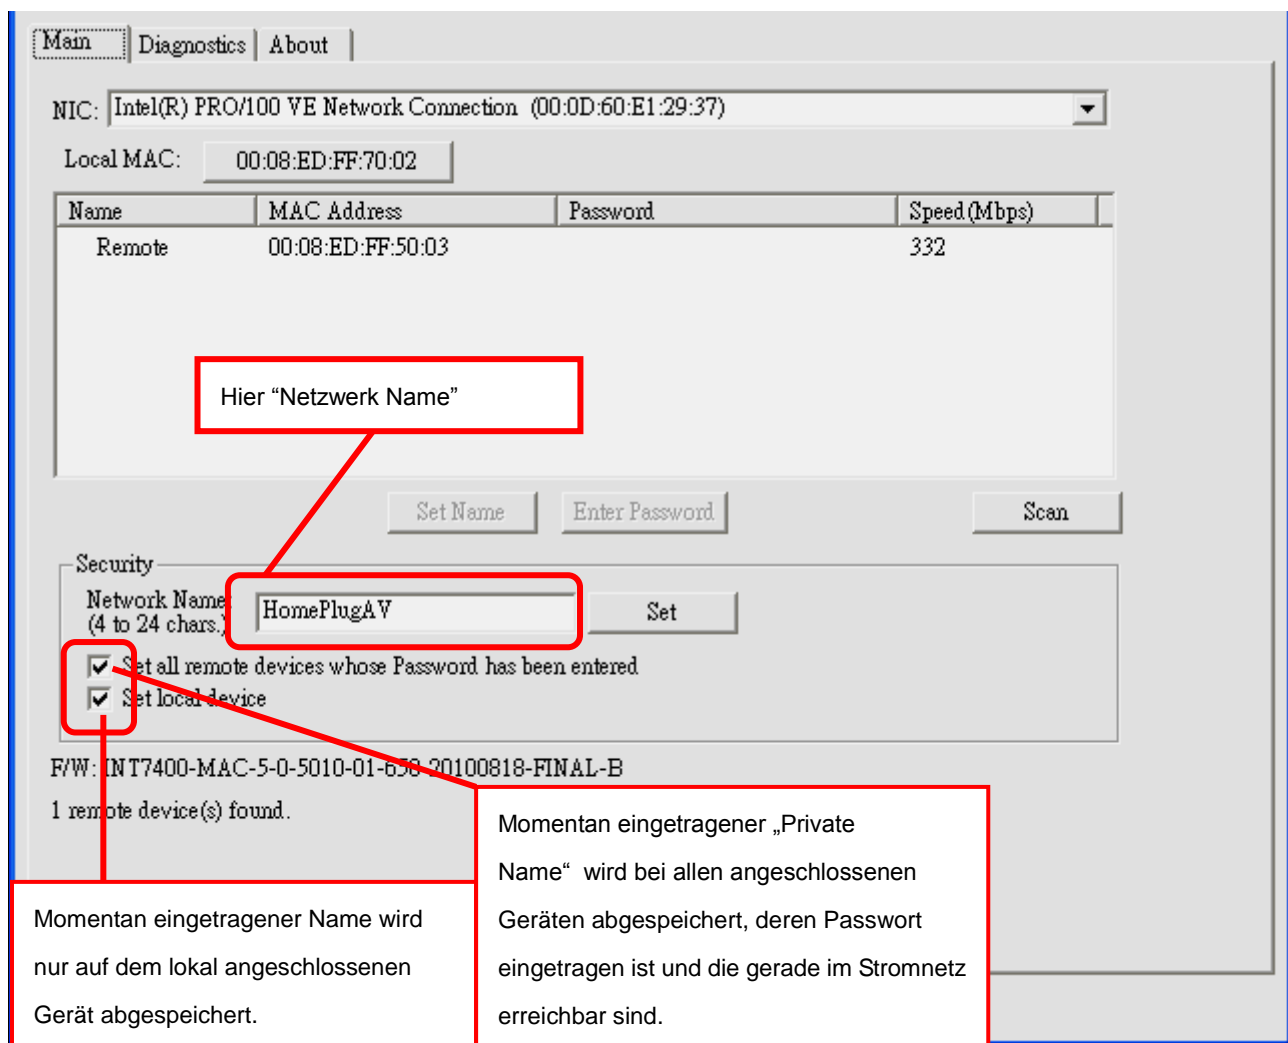 Main Diagnostics About
NIC: Intel(R) PRO/100 VE Network Connection (00:0D:60:E1:29:37)
Local MAC: 00:08:ED:FF:70:02
Name MAC Address Password Speed(Mbps)
Remote 00:08:ED:FF:50:03 332
Hier “Netzwerk Name”
Set Name Enter Password Scan
Security
Network Name:
(4 to 24 chars.)
HomePlugAV Set
Set all remote devices whose Password has been entered
Set local device
F/W: INT7400-MAC-5-0-5010-01-658-20100818-FINAL-B
1 remote device(s) found.
Momentan eingetragener Name wird
nur auf dem lokal angeschlossenen
Gerät abgespeichert.
Momentan eingetragener „Private
Name“ wird bei allen angeschlossenen
Geräten abgespeichert, deren Passwort
eingetragen ist und die gerade im Stromnetz
erreichbar sind.